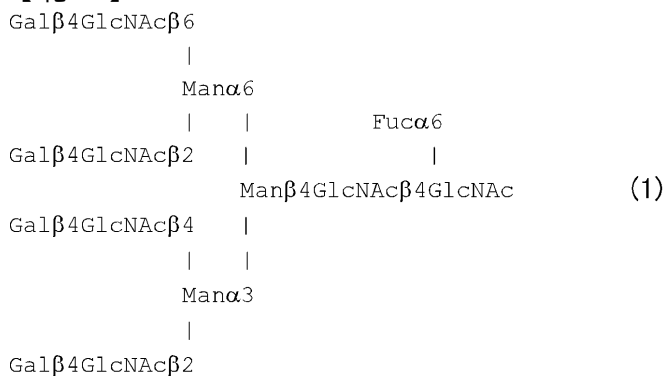 Galβ4GlcNAcβ6
|
Manα6
| | Fucα6
Galβ4GlcNAcβ2 | |
Manβ4GlcNAcβ4GlcNAc (1)
Galβ4GlcNAcβ4 |
| |
Manα3
|
Galβ4GlcNAcβ2